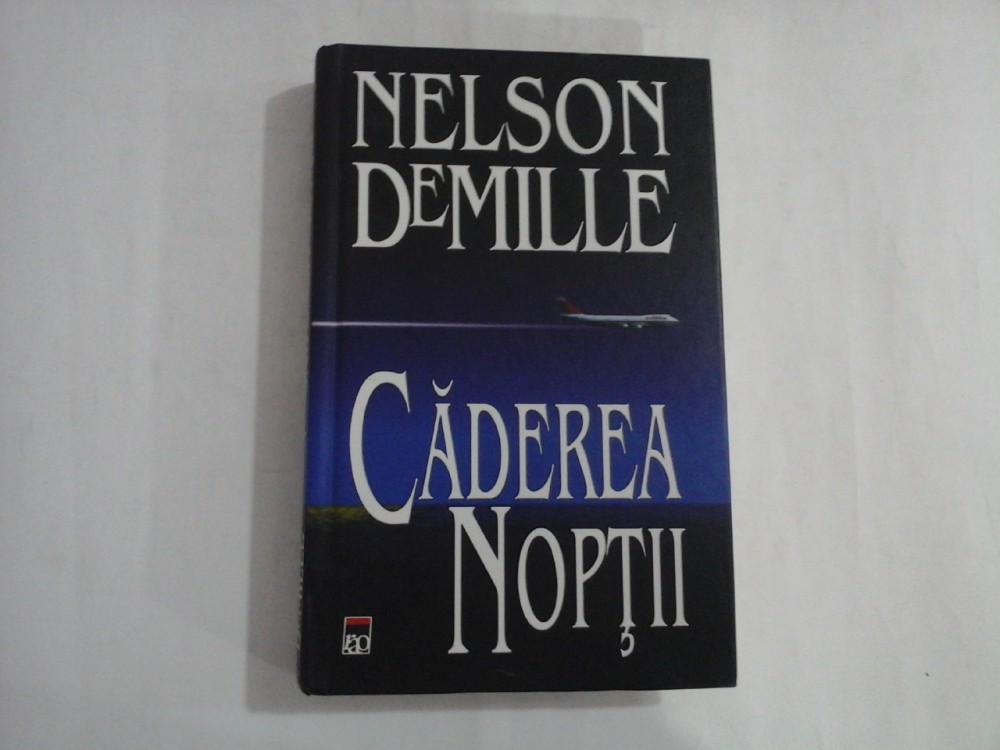 NELSON
DEMILLE
CĂDEREA
NOPŢII
rao